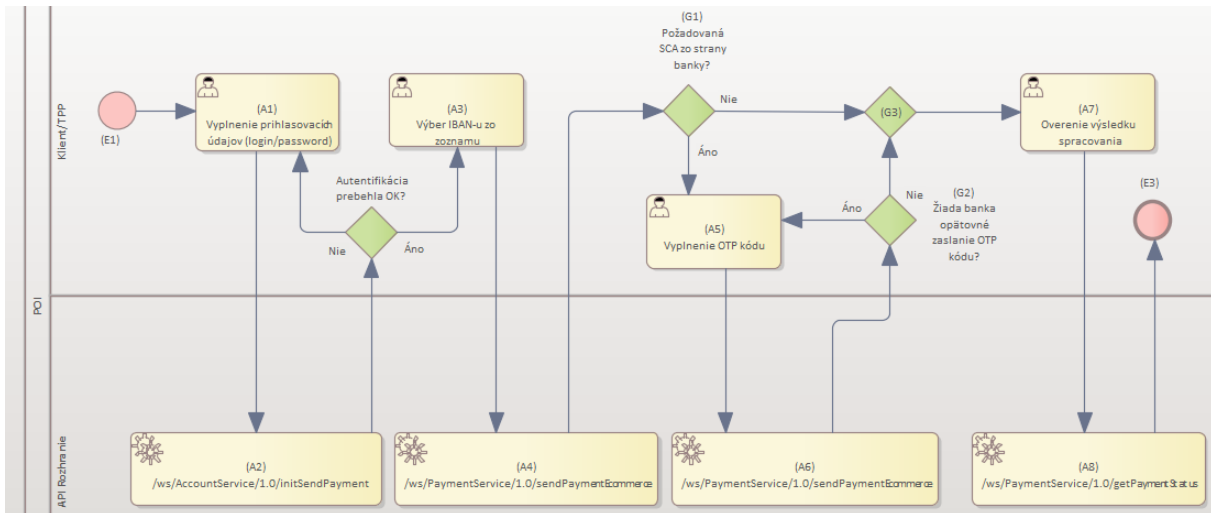 POI
Klient/TPP
API Rozhranie
(E1)
(A1)
Vyplnenie prihlasovacích
údajov (login/password)
(A3)
Výber IBAN-u zo
zoznamu
Autentifikácia
prebehla OK?
Nie
Áno
(G1)
Požadovaná
SCA zo strany
banky?
Nie
Áno
(G3)
(A5)
Vyplnenie OTP kódu
Áno
Nie
(G2)
Žiada banka
opätovné
zaslanie OTP
kódu?
(A7)
Overenie výsledku
spracovania
(E3)
(A2)
/ws/AccountService/1.0/initSendPayment
(A4)
/ws/PaymentService/1.0/sendPaymentEcommerce
(A6)
/ws/PaymentService/1.0/sendPaymentEcommerce
(A8)
/ws/PaymentService/1.0/getPaymentStatus